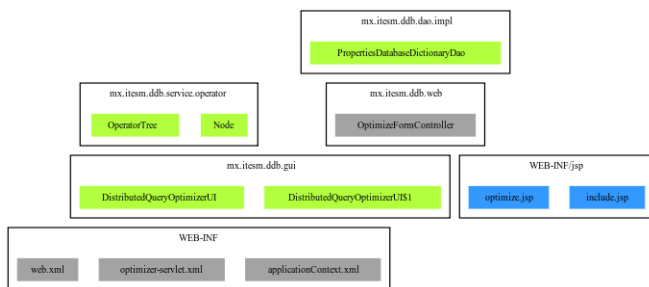 mx.itesm.ddb.dao.impl
PropertiesDatabaseDictionaryDao
mx.itesm.ddb.service.operator
OperatorTree
Node
mx.itesm.ddb.web
OptimizeFormController
mx.itesm.ddb.gui
DistributedQueryOptimizerUI
DistributedQueryOptimizerUI$1
WEB-INF/jsp
optimize.jsp
include.jsp
WEB-INF
web.xml
optimizer-servlet.xml
applicationContext.xml